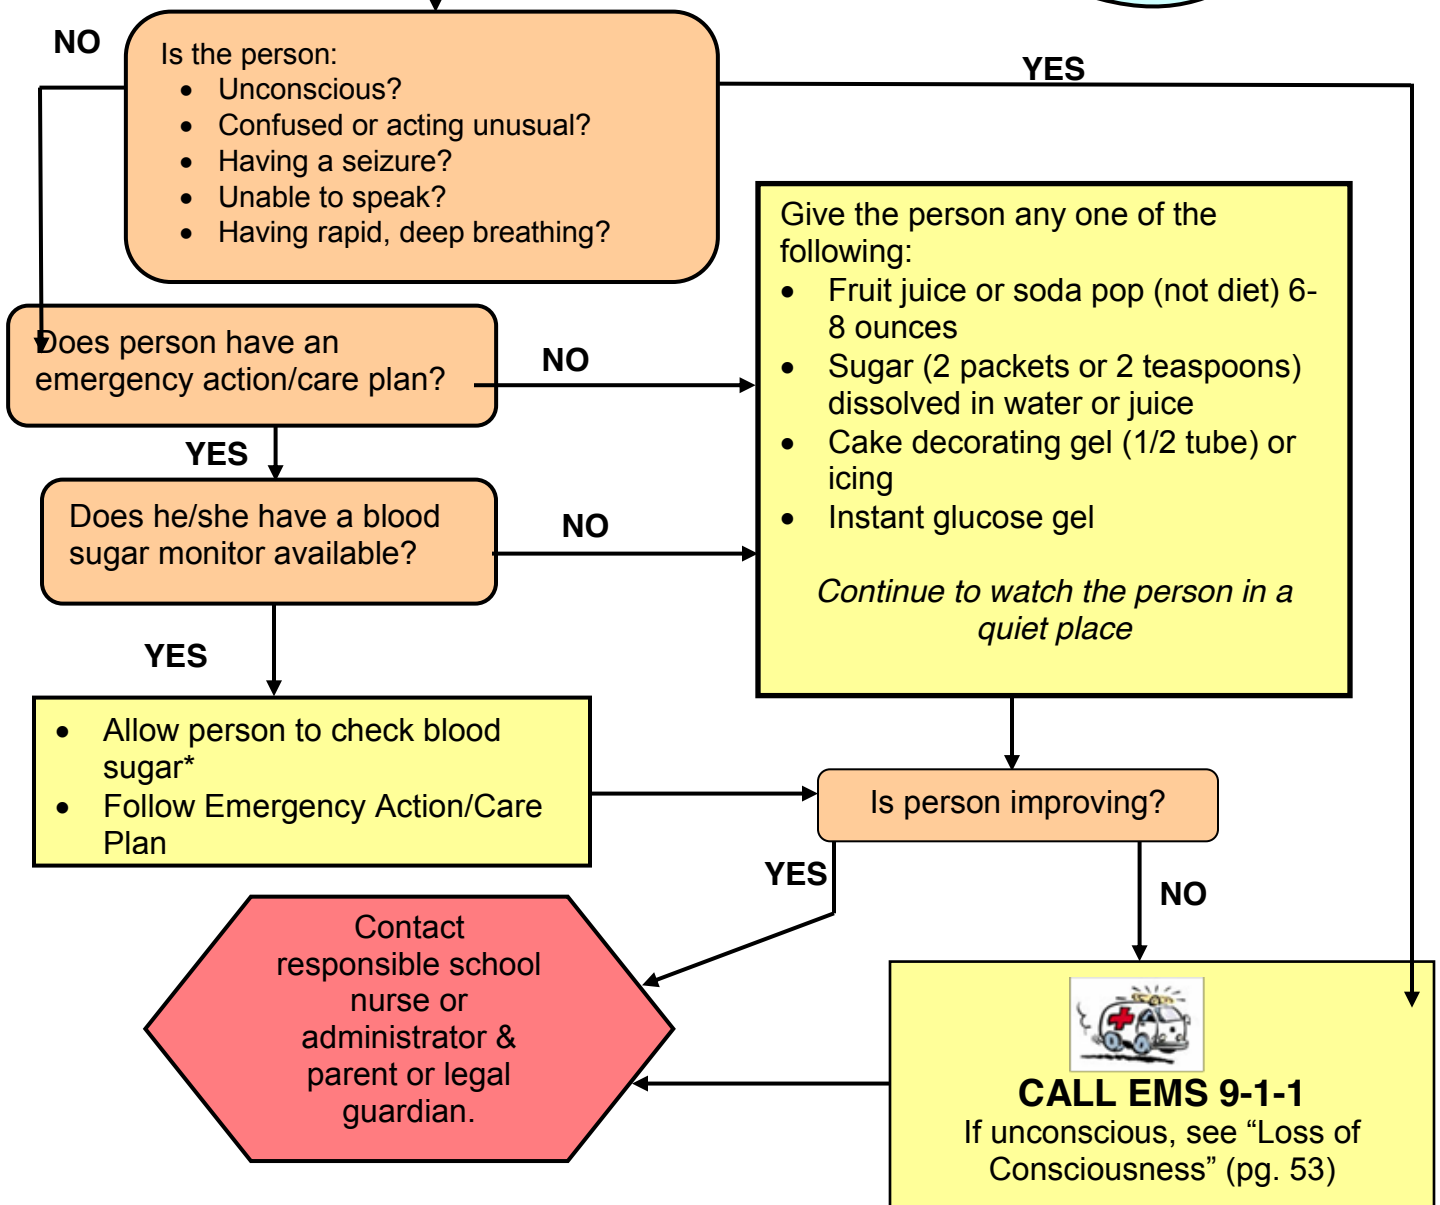 NO
Is the person:
• Unconscious?
• Confused or acting unusual?
• Having a seizure?
• Unable to speak?
• Having rapid, deep breathing?
YES
Does person have an
emergency action/care plan?
NO
YES
Does he/she have a blood
sugar monitor available?
NO
YES
Give the person any one of the
following:
• Fruit juice or soda pop (not diet) 6-
8 ounces
• Sugar (2 packets or 2 teaspoons)
dissolved in water or juice
• Cake decorating gel (1/2 tube) or
icing
• Instant glucose gel
Continue to watch the person in a
quiet place
• Allow person to check blood
sugar*
• Follow Emergency Action/Care
Plan
Is person improving?
YES
NO
Contact
responsible school
nurse or
administrator &
parent or legal
guardian.
CALL EMS 9-1-1
If unconscious, see “Loss of
Consciousness” (pg. 53)